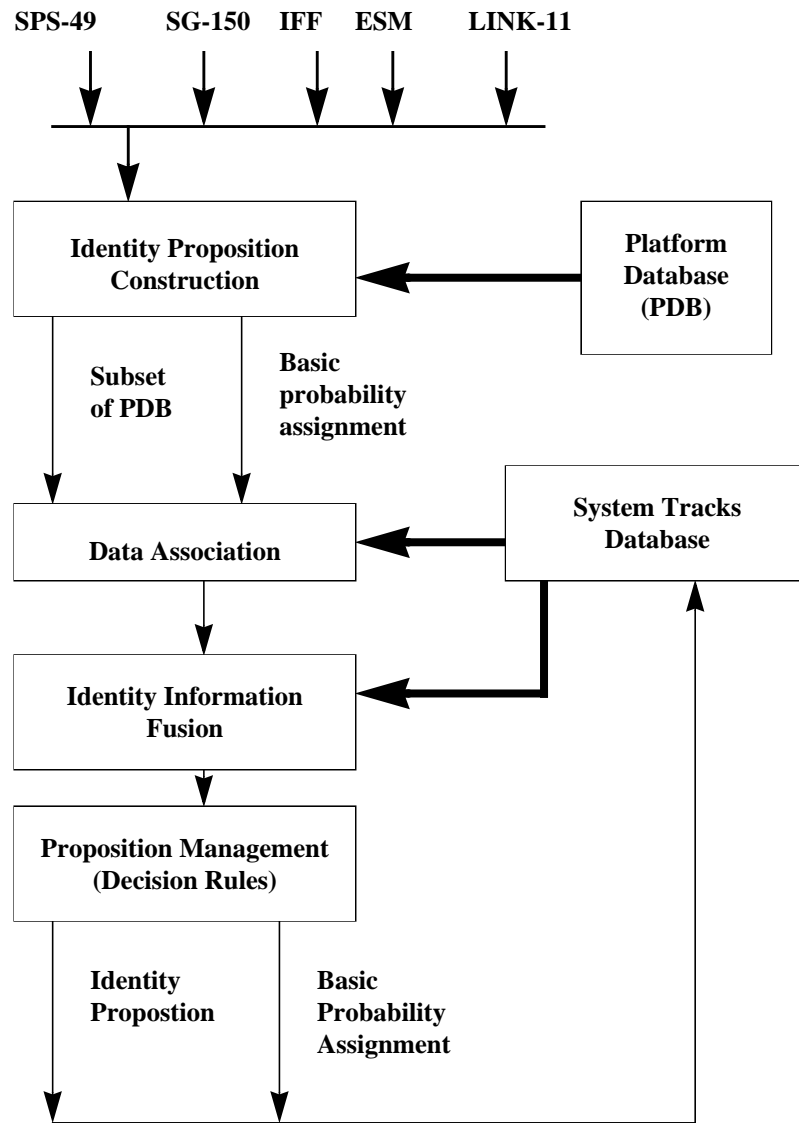 SPS-49 SG-150 IFF ESM LINK-11
Identity Proposition
Construction
Platform
Database
(PDB)
Subset
of PDB
Basic
probability
assignment
Data Association
System Tracks
Database
Identity Information
Fusion
Proposition Management
(Decision Rules)
Identity
Propostion
Basic
Probability
Assignment